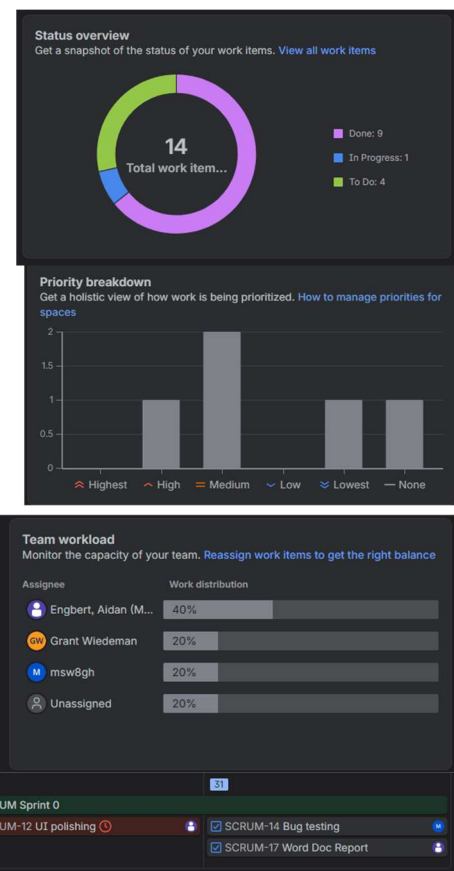 Status overview
Get a snapshot of the status of your work items. View all work items
14
Total work item...
Done: 9
In Progress: 1
To Do: 4
Priority breakdown
Get a holistic view of how work is being prioritized. How to manage priorities for
spaces
2
1.5
1
0.5
0
Highest High Medium Low Lowest None
Team workload
Monitor the capacity of your team. Reassign work items to get the right balance
Assignee Work distribution
Engbert, Aidan (M... 40%
GW Grant Wiedeman 20%
M msw8gh 20%
Unassigned 20%
31
UM Sprint 0
UM-12 UI polishing
SCRUM-14 Bug testing M
SCRUM-17 Word Doc Report